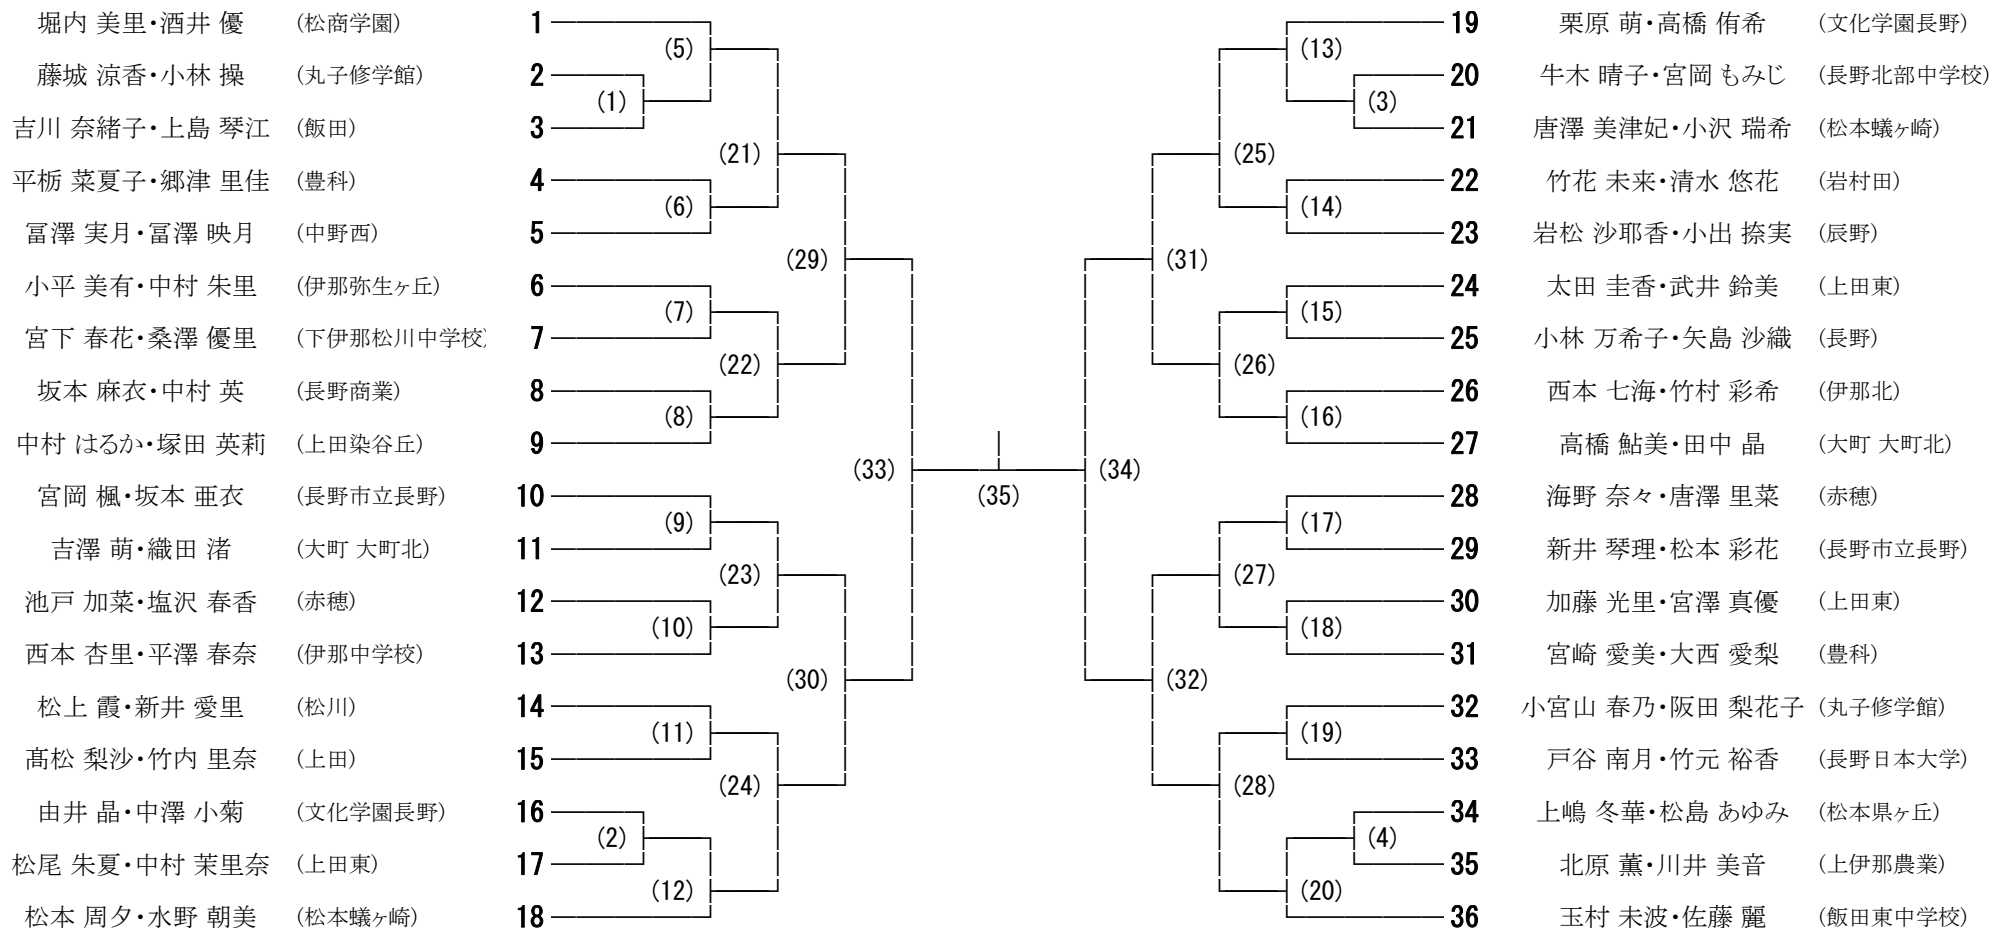 堀内 美里・酒井 優 (松商学園) 1 19 栗原 萌・高橋 侑希 (文化学園長野)
(5) (13)
藤城 涼香・小林 操 (丸子修学館) 2 20 牛木 晴子・宮岡 もみじ (長野北部中学校)
(1) (3)
吉川 奈緒子・上島 琴江 (飯田) 3 21 唐澤 美津妃・小沢 瑞希 (松本蟻ヶ崎)
(21) (25)
平栃 菜夏子・郷津 里佳 (豊科) 4 22 竹花 未来・清水 悠花 (岩村田)
(6) (14)
冨澤 実月・冨澤 映月 (中野西) 5 23 岩松 沙耶香・小出 捺実 (辰野)
(29) (31)
小平 美有・中村 朱里 (伊那弥生ヶ丘) 6 24 太田 圭香・武井 鈴美 (上田東)
(7) (15)
宮下 春花・桑澤 優里 (下伊那松川中学校) 7 25 小林 万希子・矢島 沙織 (長野)
(22) (26)
坂本 麻衣・中村 英 (長野商業) 8 26 西本 七海・竹村 彩希 (伊那北)
(8) (16)
中村 はるか・塚田 英莉 (上田染谷丘) 9 27 高橋 鮎美・田中 晶 (大町 大町北)
(33) (34)
宮岡 楓・坂本 亜衣 (長野市立長野) 10 (35) 28 海野 奈々・唐澤 里菜 (赤穂)
(9) (17)
吉澤 萌・織田 渚 (大町 大町北) 11 29 新井 琴理・松本 彩花 (長野市立長野)
(23) (27)
池戸 加菜・塩沢 春香 (赤穂) 12 30 加藤 光里・宮澤 真優 (上田東)
(10) (18)
西本 杏里・平澤 春奈 (伊那中学校) 13 31 宮崎 愛美・大西 愛梨 (豊科)
(30) (32)
松上 霞・新井 愛里 (松川) 14 32 小宮山 春乃・阪田 梨花子 (丸子修学館)
(11) (19)
髙松 梨沙・竹内 里奈 (上田) 15 33 戸谷 南月・竹元 裕香 (長野日本大学)
(24) (28)
由井 晶・中澤 小菊 (文化学園長野) 16 34 上嶋 冬華・松島 あゆみ (松本県ヶ丘)
(2) (4)
松尾 朱夏・中村 茉里奈 (上田東) 17 35 北原 薫・川井 美音 (上伊那農業)
(12) (20)
松本 周夕・水野 朝美 (松本蟻ヶ崎) 18 36 玉村 未波・佐藤 麗 (飯田東中学校)